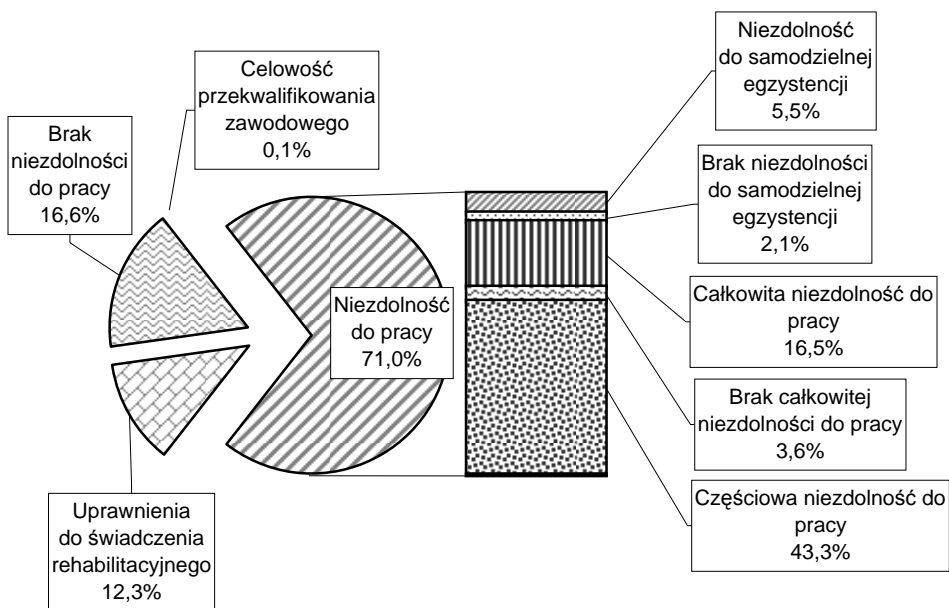 Celowość
przekwalifikowania
zawodowego
0,1%
Brak
niezdolności
do pracy
16,6%
Niezdolność
do pracy
71,0%
Uprawnienia
do świadczenia
rehabilitacyjnego
12,3%
Niezdolność
do samodzielnej
egzystencji
5,5%
Brak niezdolności
do samodzielnej
egzystencji
2,1%
Całkowita niezdolność do
pracy
16,5%
Brak całkowitej
niezdolności do pracy
3,6%
Częściowa niezdolność do
pracy
43,3%